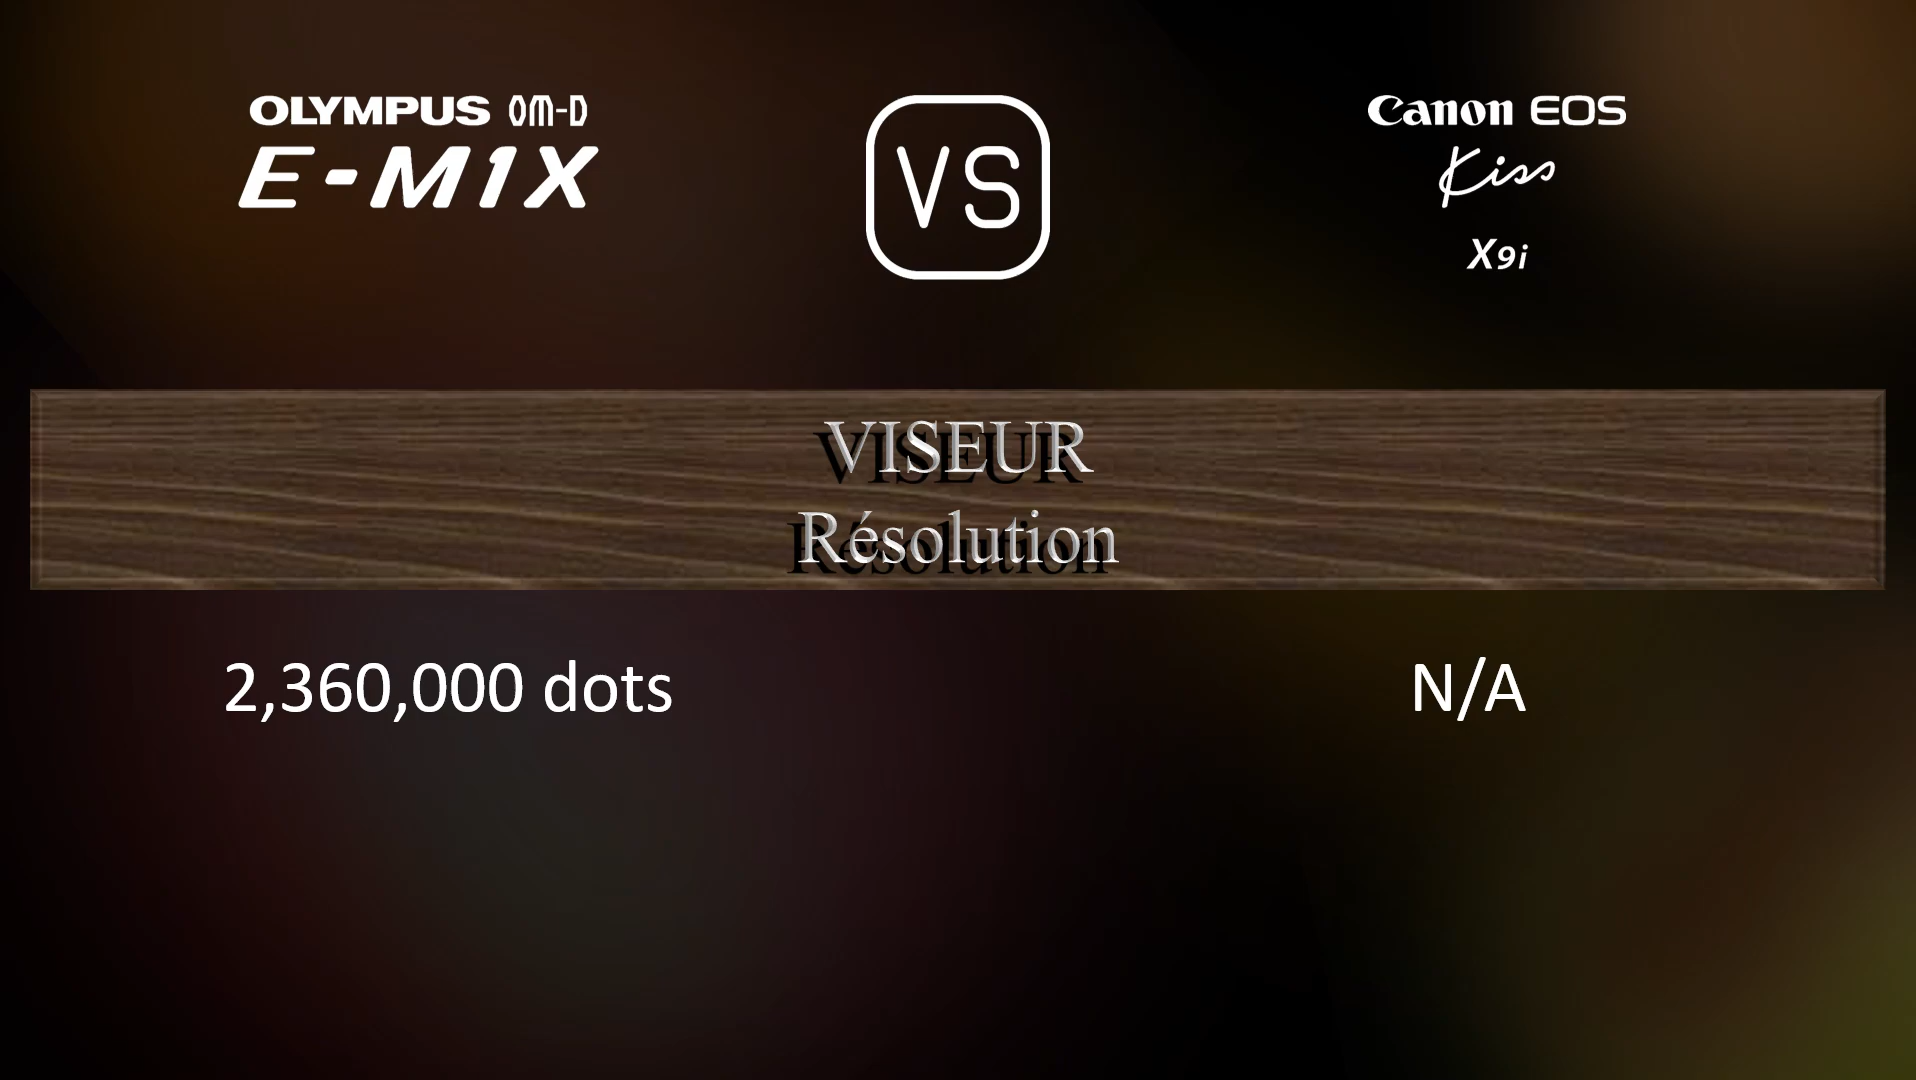 OLYMPUS OM-D
E-M1X
VS
Canon EOS
Kiss
X9i
VISEUR
Résolution
2,360,000 dots
N/A